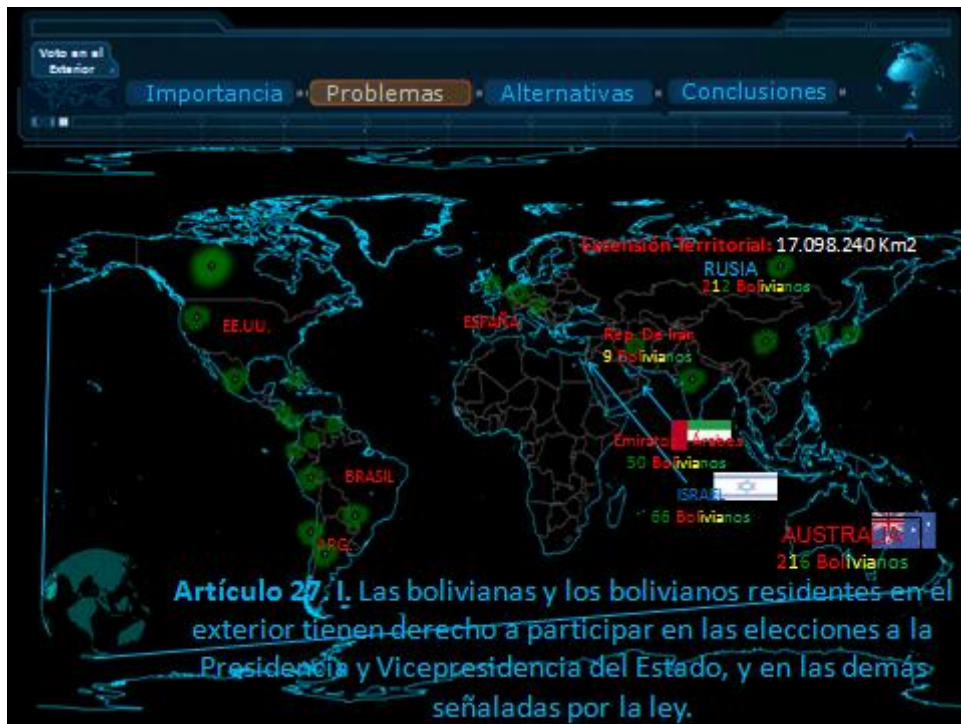 Voto en el
Exterior
Importancia
Problemas
Alternativas
Conclusiones
Extensión Territorial: 17.098.240 Km2
RUSIA
212 Bolivianos
EE.UU.
ESPAÑA
Rep. De Irán
9 Bolivianos
Emiratos Árabes
50 Bolivianos
BRASIL
ISRAEL
66 Bolivianos
ARG.
AUSTRALIA
216 Bolivianos
Artículo 27. I. Las bolivianas y los bolivianos residentes en el
exterior tienen derecho a participar en las elecciones a la
Presidencia y Vicepresidencia del Estado, y en las demás
señaladas por la ley.